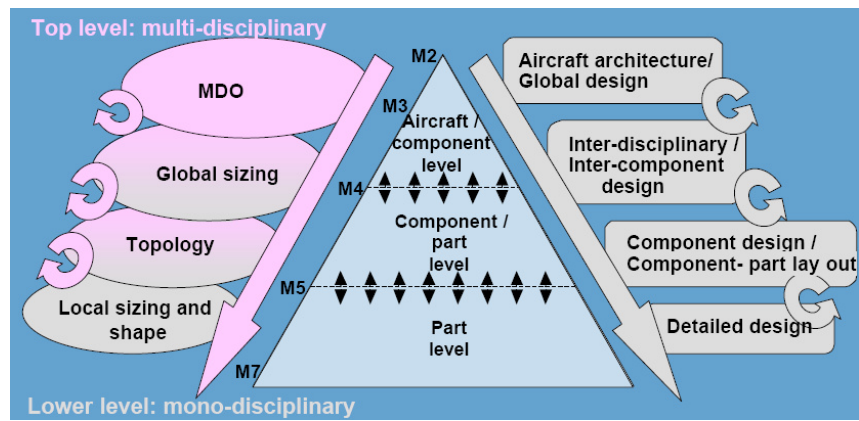 Top level: multi-disciplinary
MDO
Global sizing
Topology
Local sizing and
shape
M2
M3
Aircraft /
component
level
M4
Component /
part
level
M5
Part
level
M7
Aircraft architecture/
Global design
Inter-disciplinary /
Inter-component
design
Component design /
Component- part lay out
Detailed design
Lower level: mono-disciplinary